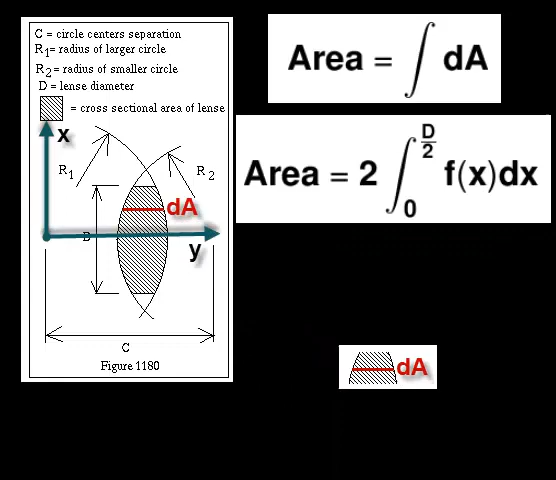 C = circle centers separation
R1= radius of larger circle
R2= radius of smaller circle
D = lense diameter
= cross sectional area of lense
x
R1
R2
dA
D
y
C
Figure 1180
Area = ∫ dA
Area = 2 ∫0^(D/2) f(x)dx
dA